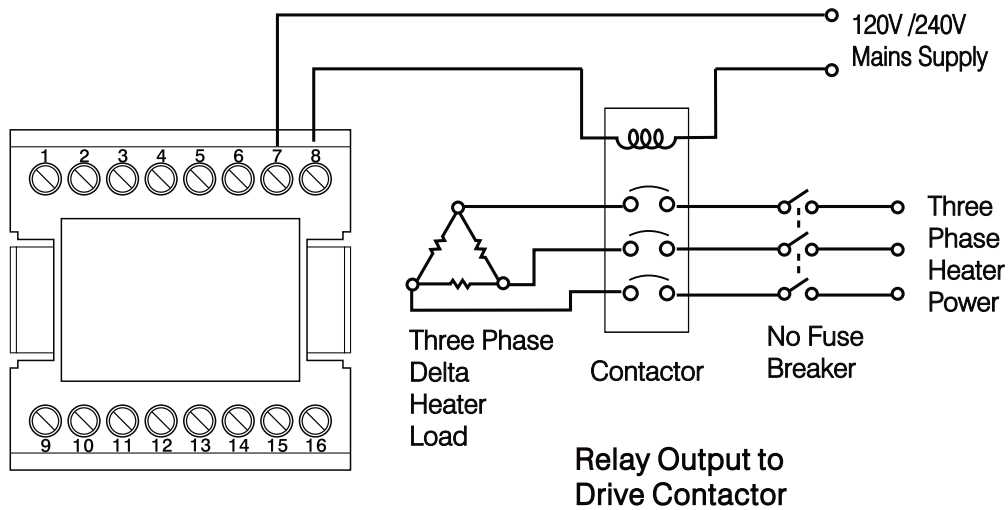 120V /240V
Mains Supply
1 2 3 4 5 6 7 8
Three
Phase
Heater
Power
Three Phase
Delta
Heater
Load
Contactor
No Fuse
Breaker
9 10 11 12 13 14 15 16
Relay Output to
Drive Contactor